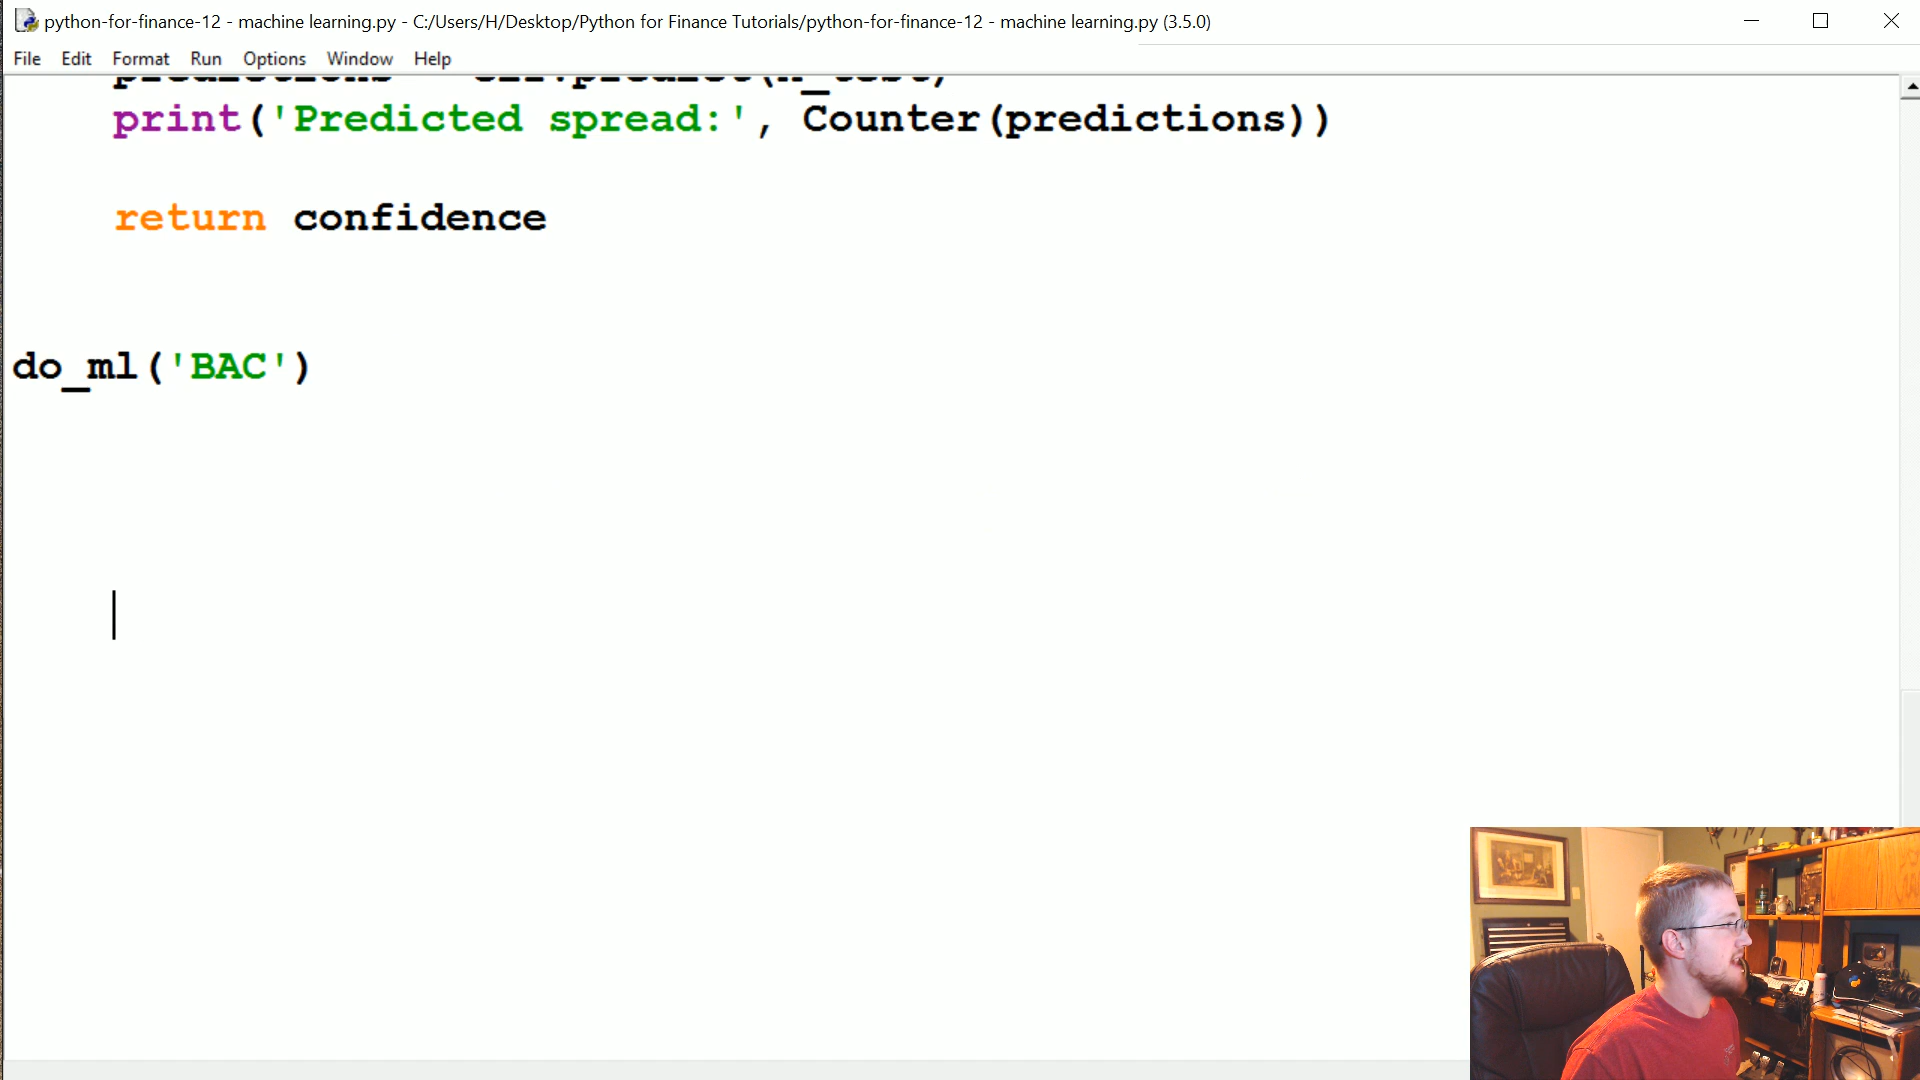 python-for-finance-12 - machine learning.py - C:/Users/H/Desktop/Python for Finance Tutorials/python-for-finance-12 - machine learning.py (3.5.0)
File Edit Format Run Options Window Help
print('Predicted spread:', Counter(predictions))
return confidence
do_ml('BAC')